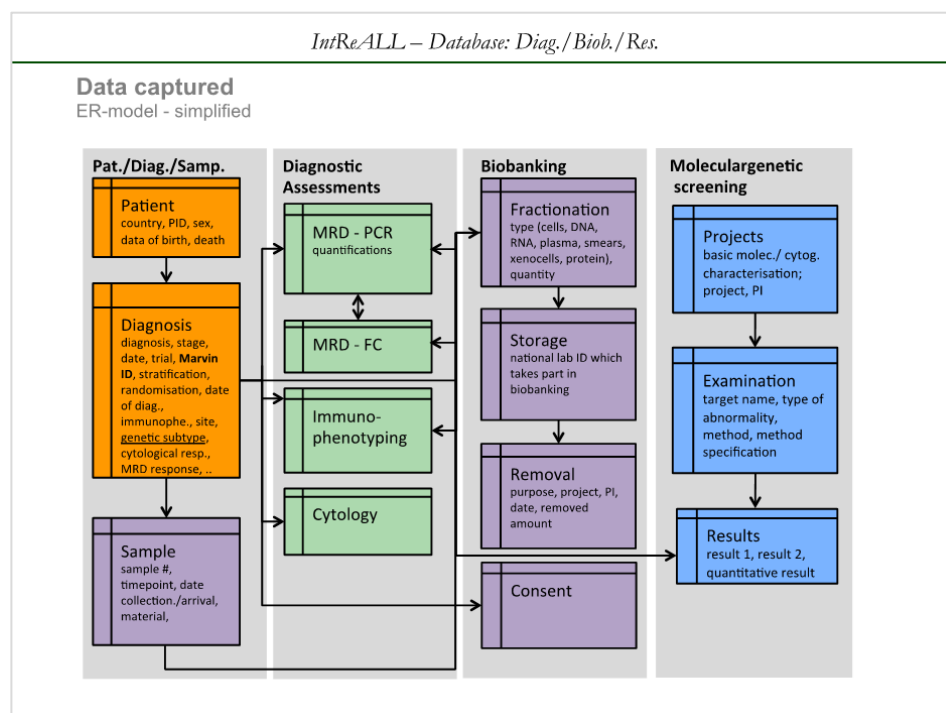 IntReALL – Database: Diag./Biob./Res.
Data captured
ER-model - simplified
Pat./Diag./Samp.
Patient
country, PID, sex,
data of birth, death
Diagnosis
diagnosis, stage,
date, trial, Marvin
ID, stratification,
randomisation, date
of diag.,
immunophe., site,
genetic subtype,
cytological resp.,
MRD response, ..
Sample
sample #,
timepoint, date
collection./arrival,
material,
Diagnostic
Assessments
MRD - PCR
quantifications
MRD - FC
Immuno-
phenotyping
Cytology
Biobanking
Fractionation
type (cells, DNA,
RNA, plasma, smears,
xenocells, protein),
quantity
Storage
national lab ID which
takes part in
biobanking
Removal
purpose, project, PI,
date, removed
amount
Consent
Moleculargenetic
screening
Projects
basic molec./ cytog.
characterisation;
project, PI
Examination
target name, type of
abnormality,
method, method
specification
Results
result 1, result 2,
quantitative result